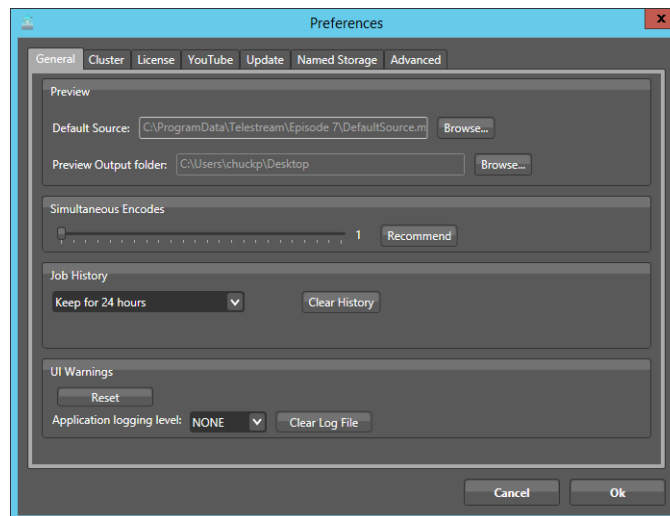 Preferences
x
General Cluster License YouTube Update Named Storage Advanced
Preview
Default Source: C:\ProgramData\Telestream\Episode 7\DefaultSource.m Browse...
Preview Output folder: C:\Users\chuckp\Desktop Browse...
Simultaneous Encodes
1 Recommend
Job History
Keep for 24 hours Clear History
UI Warnings
Reset
Application logging level: NONE Clear Log File
Cancel Ok